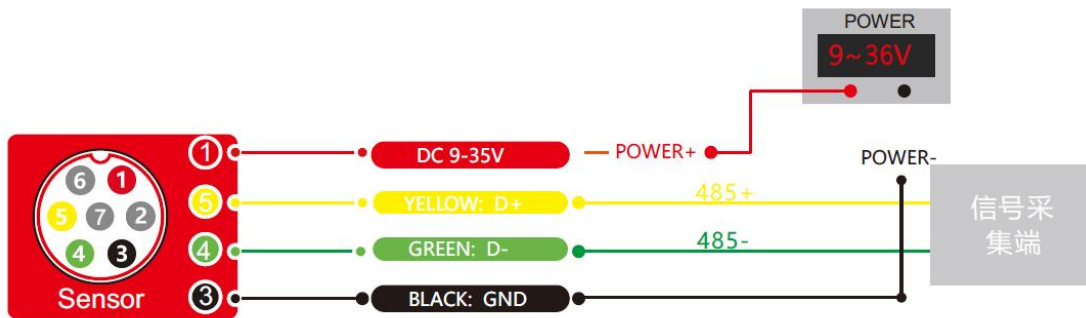 POWER
9~36V
1
DC 9-35V
POWER+
POWER-
6
1
5
YELLOW: D+
485+
5
7
2
信号采
集端
4
GREEN: D-
485-
4
3
3
BLACK: GND
Sensor